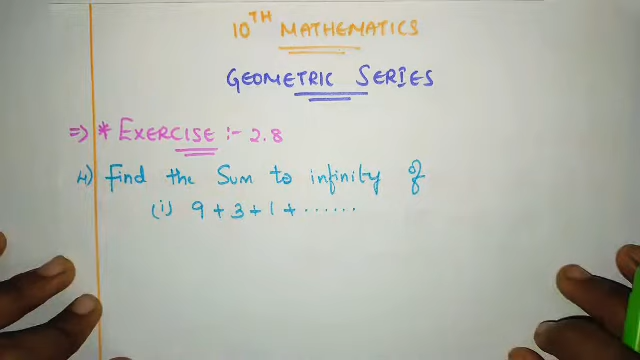 10TH MATHEMATICS
GEOMETRIC SERIES
⇒ * EXERCISE :- 2.8
4) Find the Sum to infinity of
(i) 9 + 3 + 1 + ......